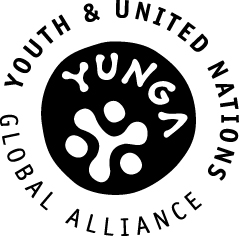 YOUTH & UNITED NATIONS
GLOBAL ALLIANCE
YUNGA